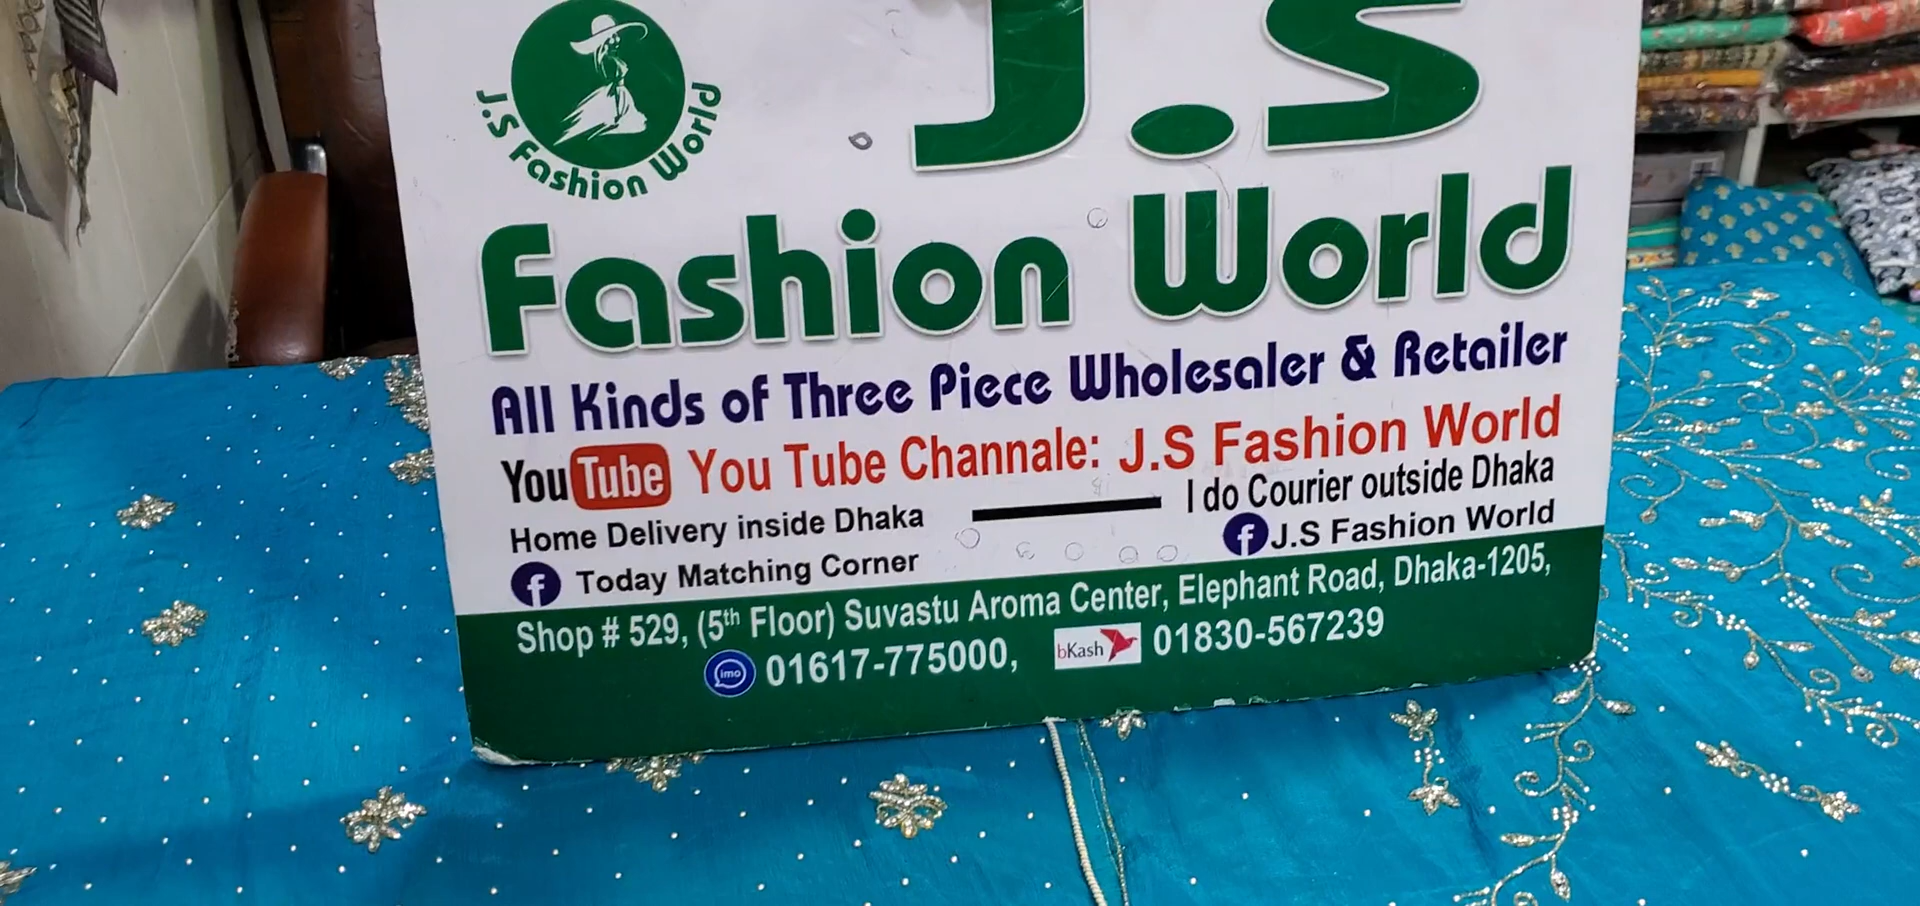 J.S Fashion World
J.S
Fashion World
All Kinds of Three Piece Wholesaler & Retailer
YouTube You Tube Channale: J.S Fashion World
Home Delivery inside Dhaka — I do Courier outside Dhaka
f Today Matching Corner f J.S Fashion World
Shop # 529, (5th Floor) Suvastu Aroma Center, Elephant Road, Dhaka-1205,
imo 01617-775000, bKash 01830-567239